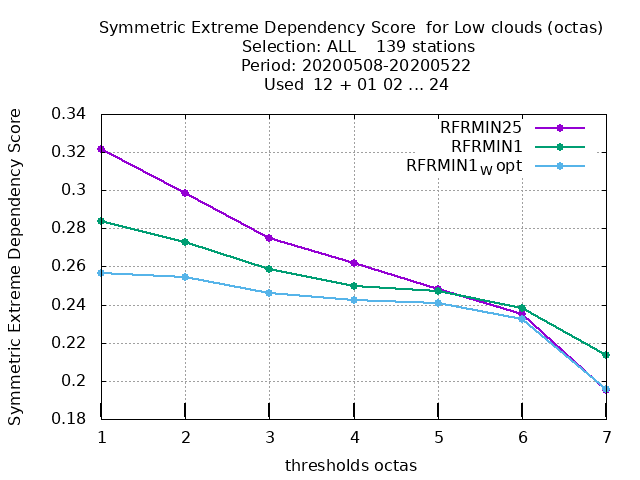 Symmetric Extreme Dependency Score  for Low clouds (octas)
Selection: ALL    139 stations
Period: 20200508-20200522
Used  12 + 01 02 ... 24
Symmetric Extreme Dependency Score
0.34
0.32
0.3
0.28
0.26
0.24
0.22
0.2
0.18
RFRMIN25
RFRMIN1
RFRMIN1W opt
1 2 3 4 5 6 7
thresholds octas